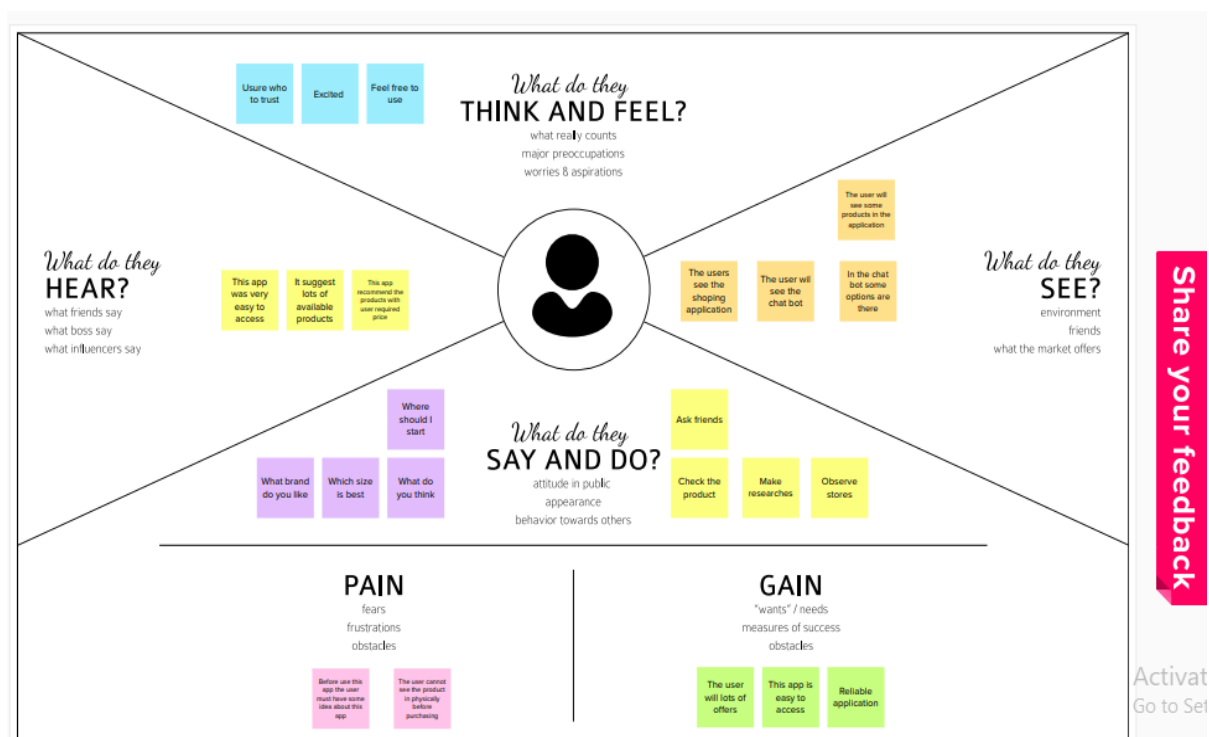 Usure who
to trust
Excited
Feel free to
use
What do they
THINK AND FEEL?
what really counts
major preoccupations
worries & aspirations
What do they
HEAR?
what friends say
what boss say
what influencers say
This app
was very
easy to
access
It suggest
lots of
available
products
This app
recommend the
products with
user required
price
The user will
see some
products in the
application
The users
see the
shoping
application
The user will
see the
chat bot
In the chat
bot some
options are
there
What do they
SEE?
environment
friends
what the market offers
Where
should I
start
What brand
do you like
Which size
is best
What do
you think
What do they
SAY AND DO?
attitude in public
appearance
behavior towards others
Ask friends
Check the
product
Make
researches
Observe
stores
PAIN
fears
frustrations
obstacles
Before use this
app the user
must have some
idea about this
app
The user cannot
see the product
in physically
before
purchasing
GAIN
"wants" / needs
measures of success
obstacles
The user
will lots of
offers
This app is
easy to
access
Reliable
application
Share your feedback
Activat
Go to Set